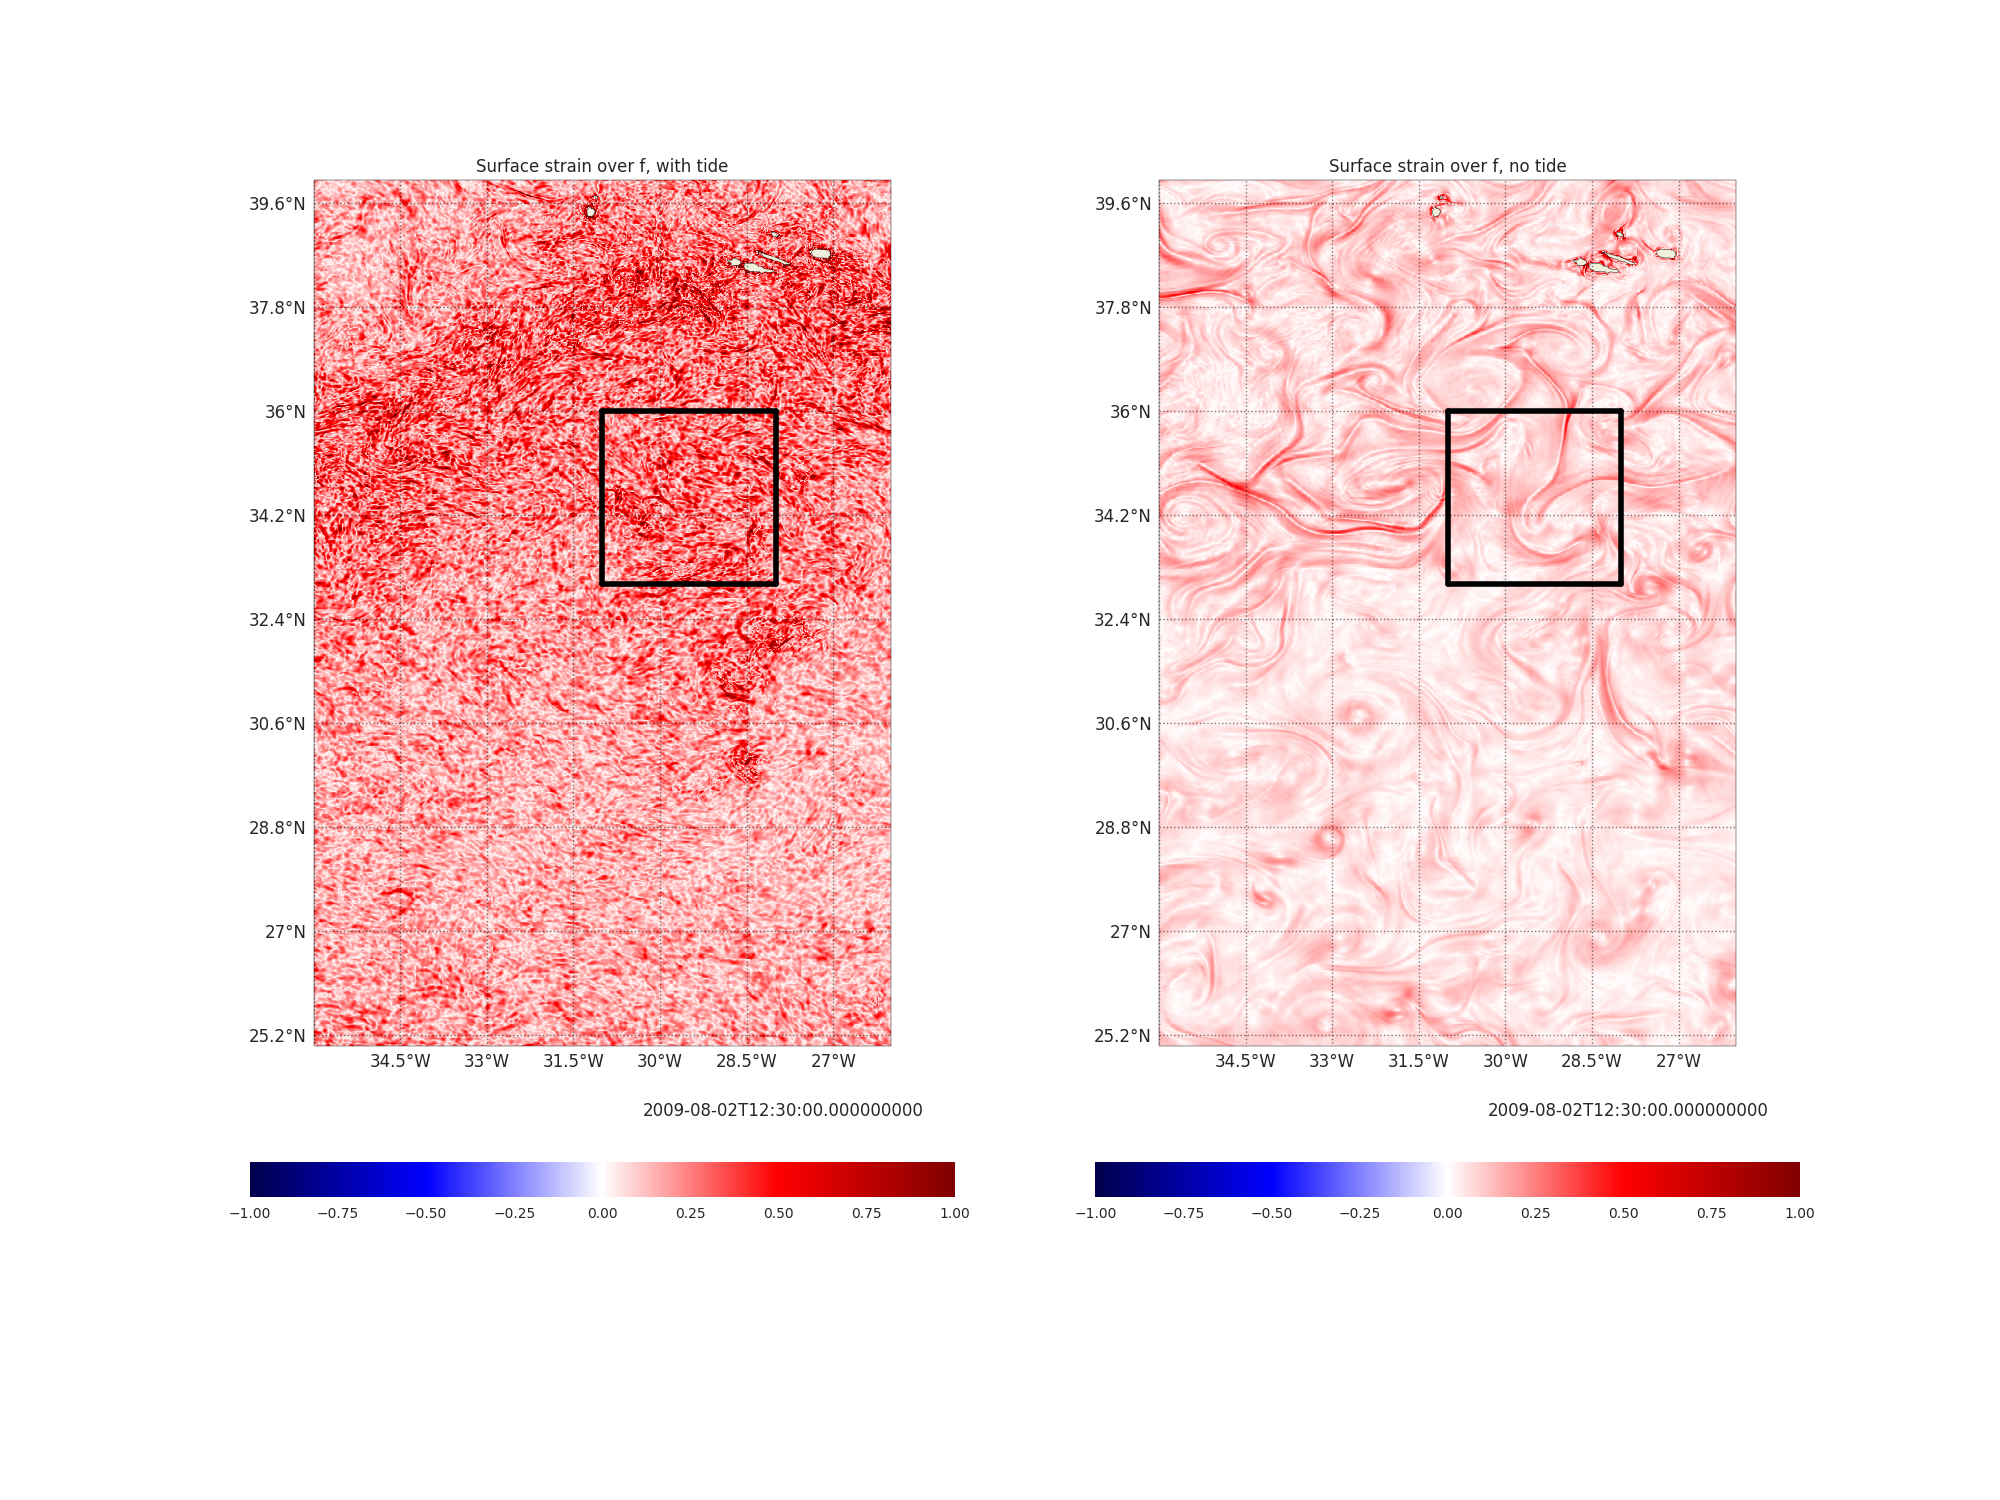 Surface strain over f, with tide
39.6°N
37.8°N
36°N
34.2°N
32.4°N
30.6°N
28.8°N
27°N
25.2°N
34.5°W 33°W 31.5°W 30°W 28.5°W 27°W
2009-08-02T12:30:00.000000000
−1.00 −0.75 −0.50 −0.25 0.00 0.25 0.50 0.75 1.00
Surface strain over f, no tide
39.6°N
37.8°N
36°N
34.2°N
32.4°N
30.6°N
28.8°N
27°N
25.2°N
34.5°W 33°W 31.5°W 30°W 28.5°W 27°W
2009-08-02T12:30:00.000000000
−1.00 −0.75 −0.50 −0.25 0.00 0.25 0.50 0.75 1.00